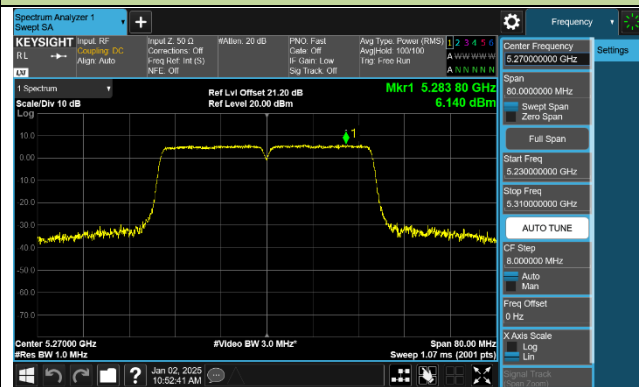 Spectrum Analyzer 1
Swept SA
Frequency
KEYSIGHT
RL
LXI
Input: RF
Coupling: DC
Align: Auto
Input Z: 50 Ω
Corrections: Off
Freq Ref: Int (S)
NFE: Off
#Atten: 20 dB
PNO: Fast
Gate: Off
IF Gain: Low
Sig Track: Off
Avg Type: Power (RMS)
Avg|Hold: 100/100
Trig: Free Run
1 2 3 4 5 6
A W W W W W
A N N N N N
1 Spectrum
Scale/Div 10 dB
Log
Ref Lvl Offset 21.20 dB
Ref Level 20.00 dBm
Mkr1 5.283 80 GHz
6.140 dBm
1
10.0
0.00
-10.0
-20.0
-30.0
-40.0
-50.0
-60.0
-70.0
Center 5.27000 GHz
#Res BW 1.0 MHz
#Video BW 3.0 MHz*
Span 80.00 MHz
Sweep 1.07 ms (2001 pts)
Center Frequency
5.270000000 GHz
Settings
Span
80.0000000 MHz
Swept Span
Zero Span
Full Span
Start Freq
5.230000000 GHz
Stop Freq
5.310000000 GHz
AUTO TUNE
CF Step
8.000000 MHz
Auto
Man
Freq Offset
0 Hz
X Axis Scale
Log
Lin
Signal Track
(Span Zoom)
?
Jan 02, 2025
10:52:41 AM